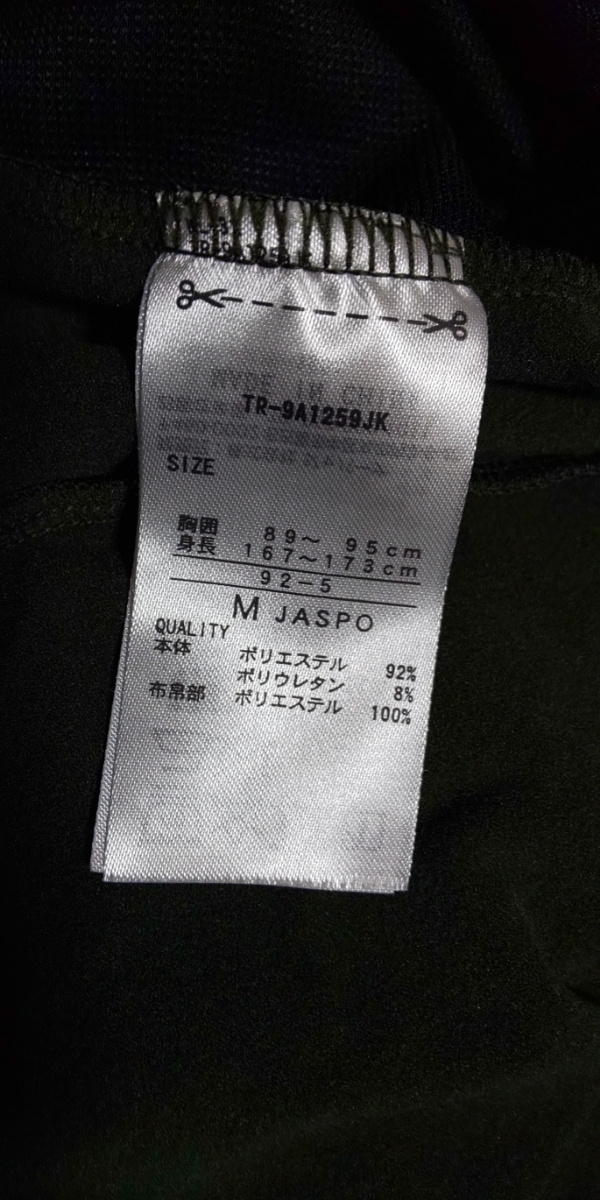 TR-9A1259JK
SIZE
胸囲 89〜 95cm
身長 167〜173cm
92-5
M JASPO
QUALITY
本体 ポリエステル 92%
ポリウレタン 8%
布帛部 ポリエステル 100%